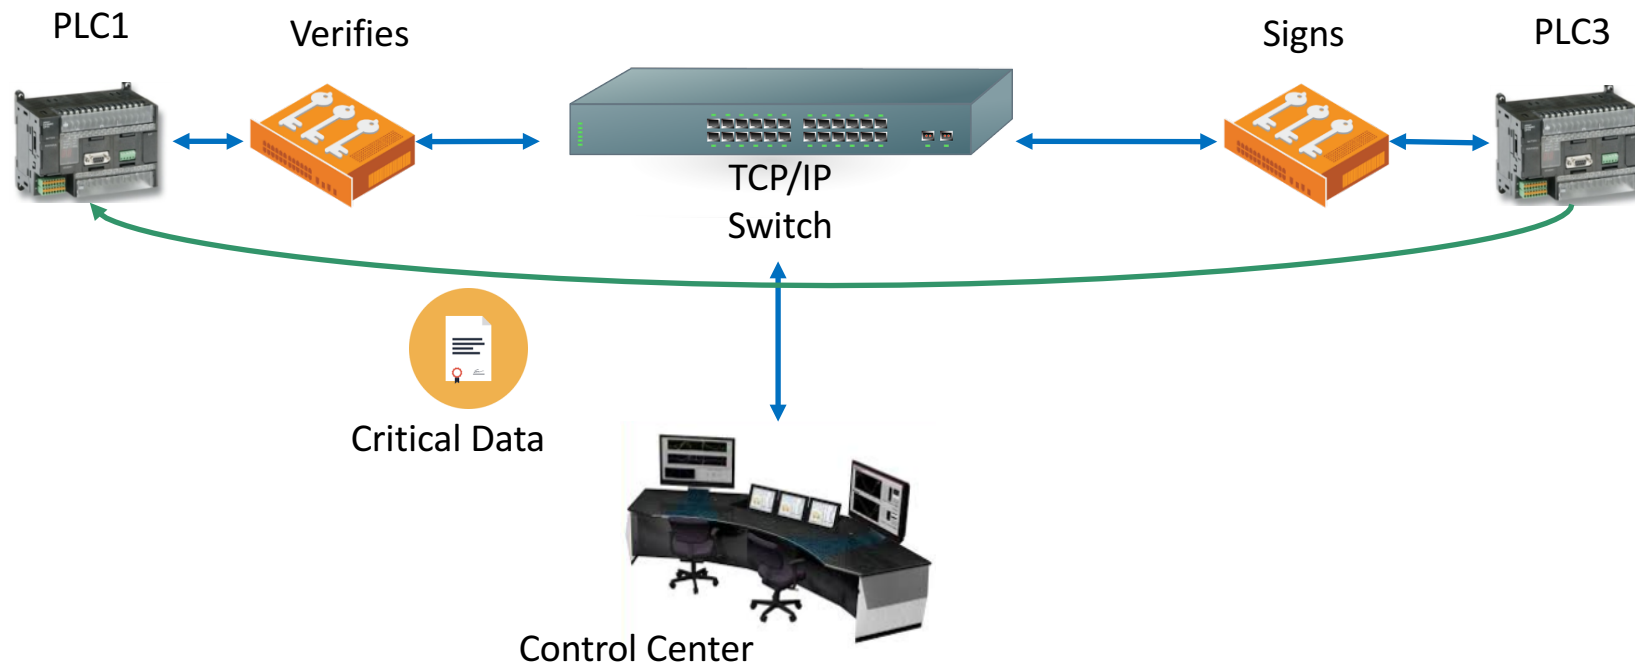 PLC1
Verifies
Signs
PLC3
TCP/IP
Switch
Critical Data
Control Center